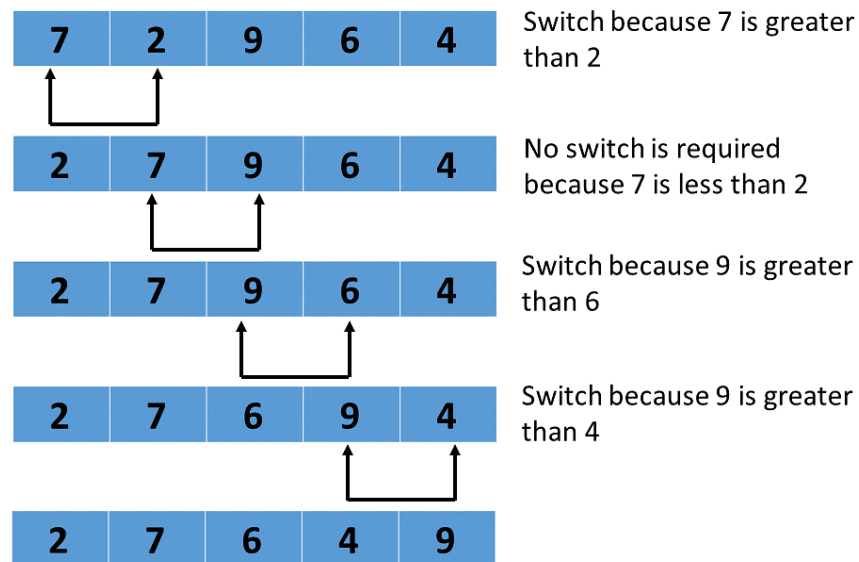 7 2 9 6 4
Switch because 7 is greater
than 2
2 7 9 6 4
No switch is required
because 7 is less than 2
2 7 9 6 4
Switch because 9 is greater
than 6
2 7 6 9 4
Switch because 9 is greater
than 4
2 7 6 4 9